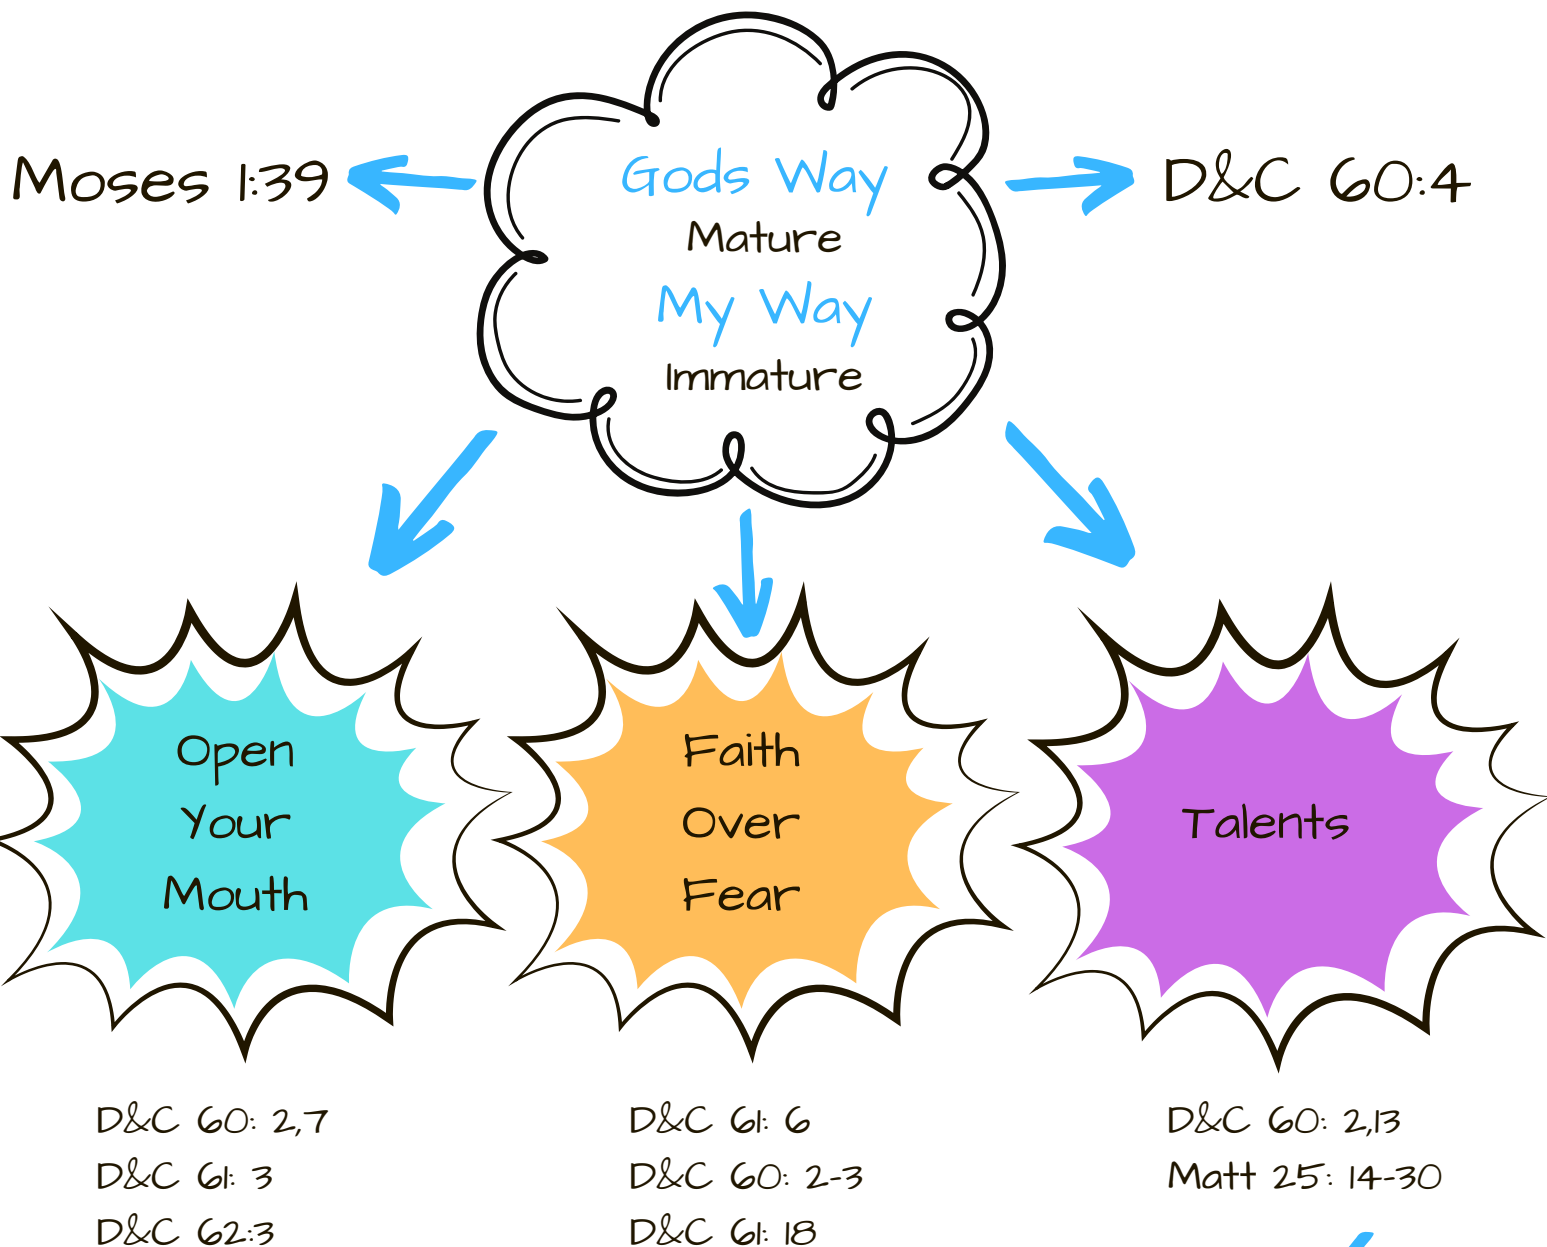 Moses 1:39
Gods Way
Mature
My Way
Immature
D&C 60:4
Open
Your
Mouth
Faith
Over
Fear
Talents
D&C 60: 2,7
D&C 61: 3
D&C 62:3
D&C 61: 6
D&C 60: 2-3
D&C 61: 18
D&C 60: 2,13
Matt 25: 14-30